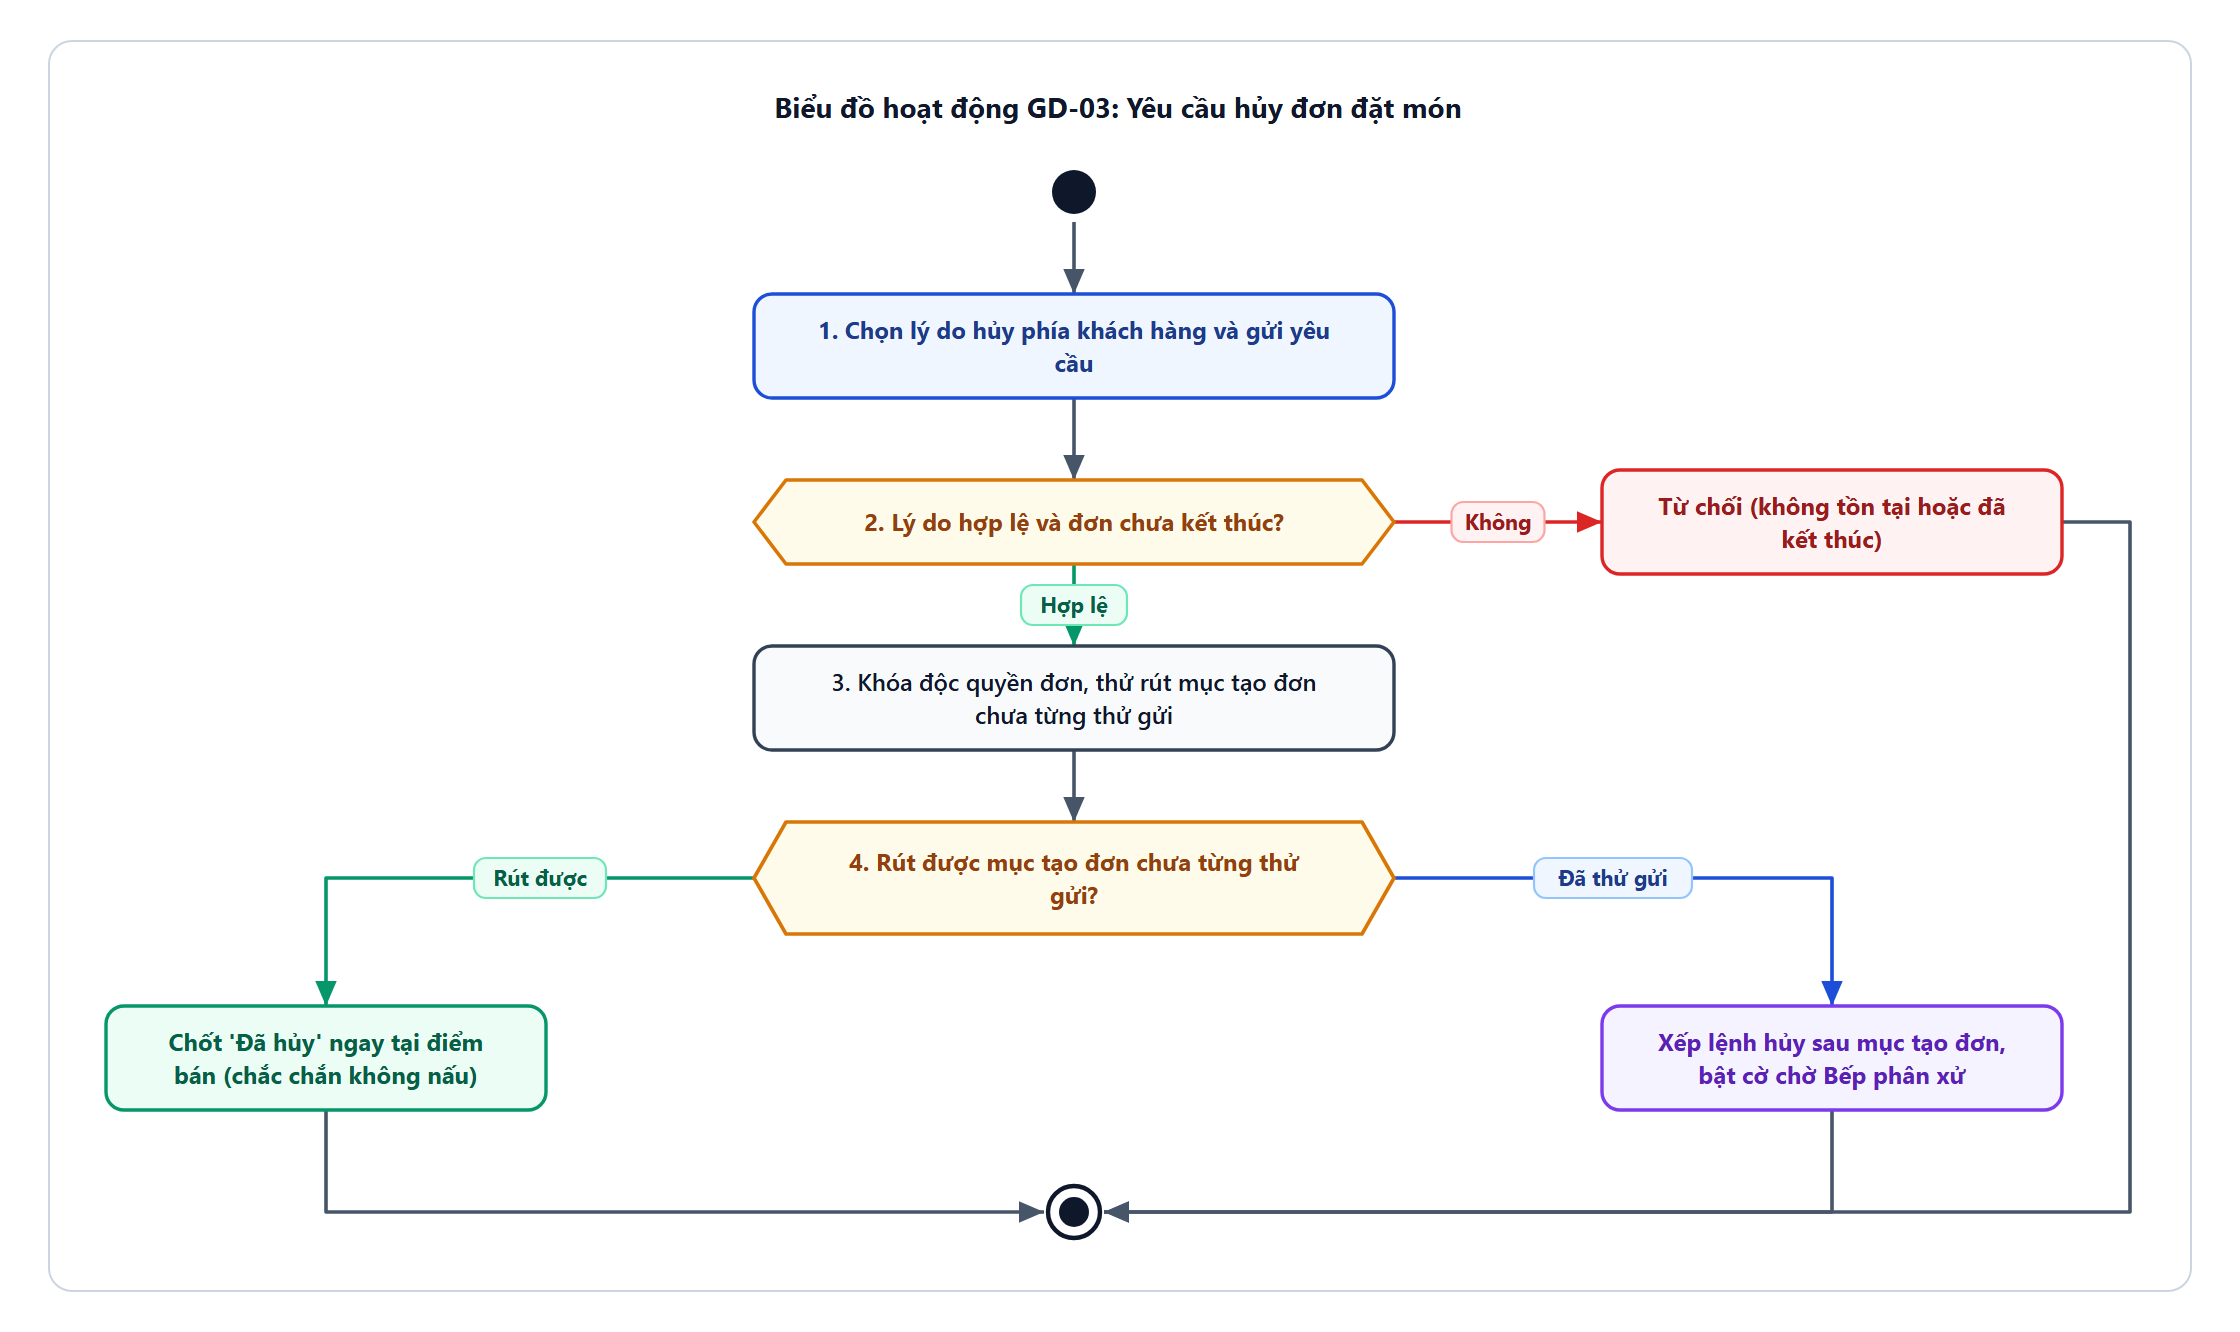 Biểu đồ hoạt động GD-03: Yêu cầu hủy đơn đặt món
1. Chọn lý do hủy phía khách hàng và gửi yêu
cầu
2. Lý do hợp lệ và đơn chưa kết thúc?
Không
Từ chối (không tồn tại hoặc đã
kết thúc)
Hợp lệ
3. Khóa độc quyền đơn, thử rút mục tạo đơn
chưa từng thử gửi
4. Rút được mục tạo đơn chưa từng thử
gửi?
Rút được
Đã thử gửi
Chốt 'Đã hủy' ngay tại điểm
bán (chắc chắn không nấu)
Xếp lệnh hủy sau mục tạo đơn,
bật cờ chờ Bếp phân xử